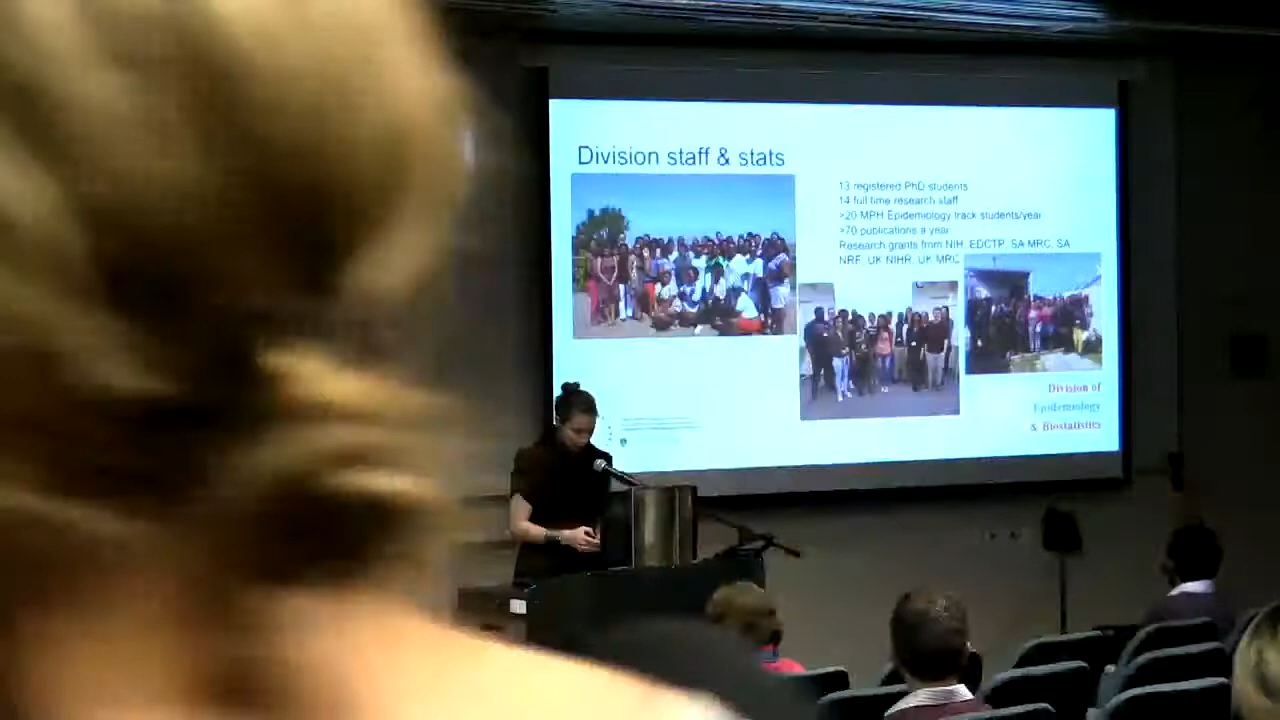 Division staff & stats
13 registered PhD students
14 full time research staff
>20 MPH Epidemiology track students/year
>70 publications a year
Research grants from NIH, EDCTP, SA MRC, SA
NRF, UK NIHR, UK MRC
Division of
Epidemiology
& Biostatistics